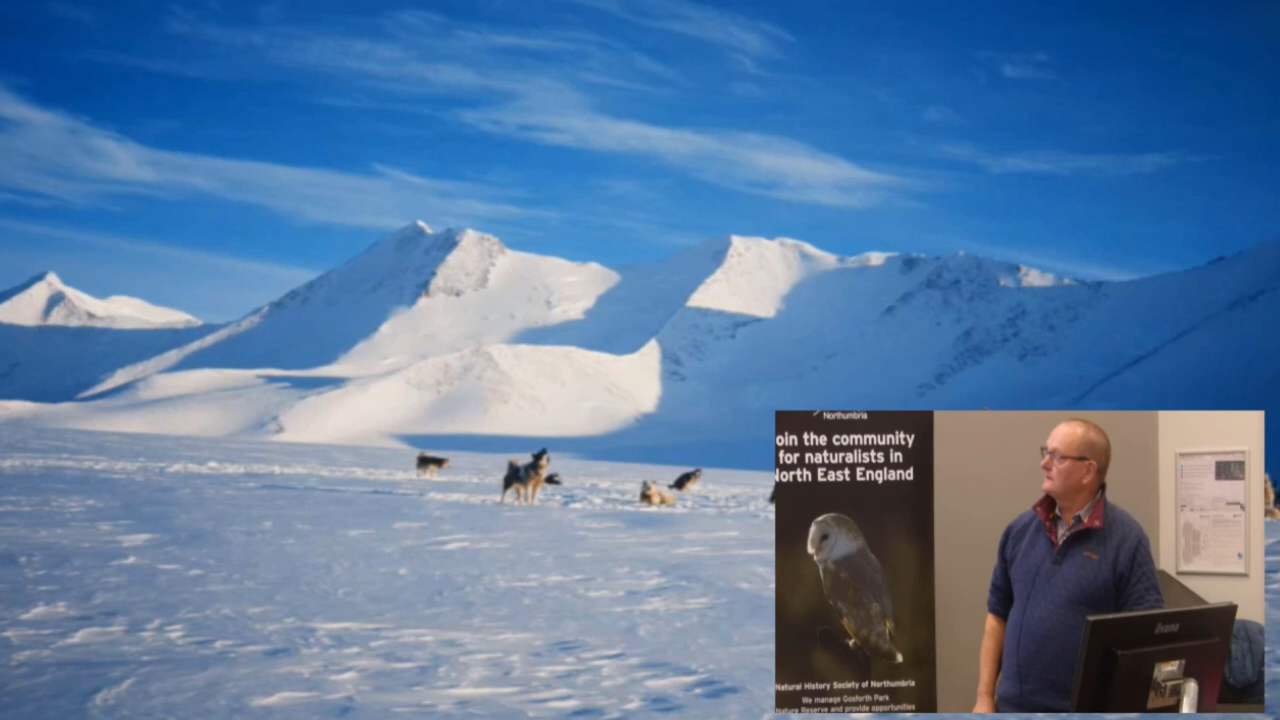 Northumbria
oin the community
for naturalists in
North East England
Natural History Society of Northumbria
We manage Gosforth Park
Nature Reserve and provide opportunities
iiyama